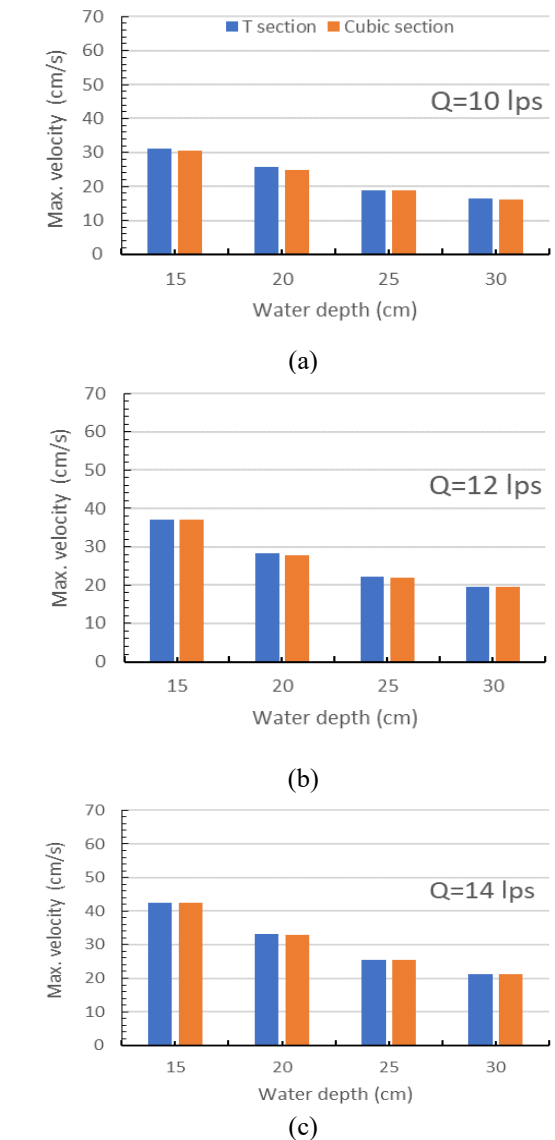 70
T section Cubic section
60
50
Q=10 lps
40
30
20
10
0
Max. velocity (cm/s)
15 20 25 30
Water depth (cm)
(a)
70
60
50
Q=12 lps
40
30
20
10
0
Max. velocity (cm/s)
15 20 25 30
Water depth (cm)
(b)
70
60
50
Q=14 lps
40
30
20
10
0
Max. velocity (cm/s)
15 20 25 30
Water depth (cm)
(c)